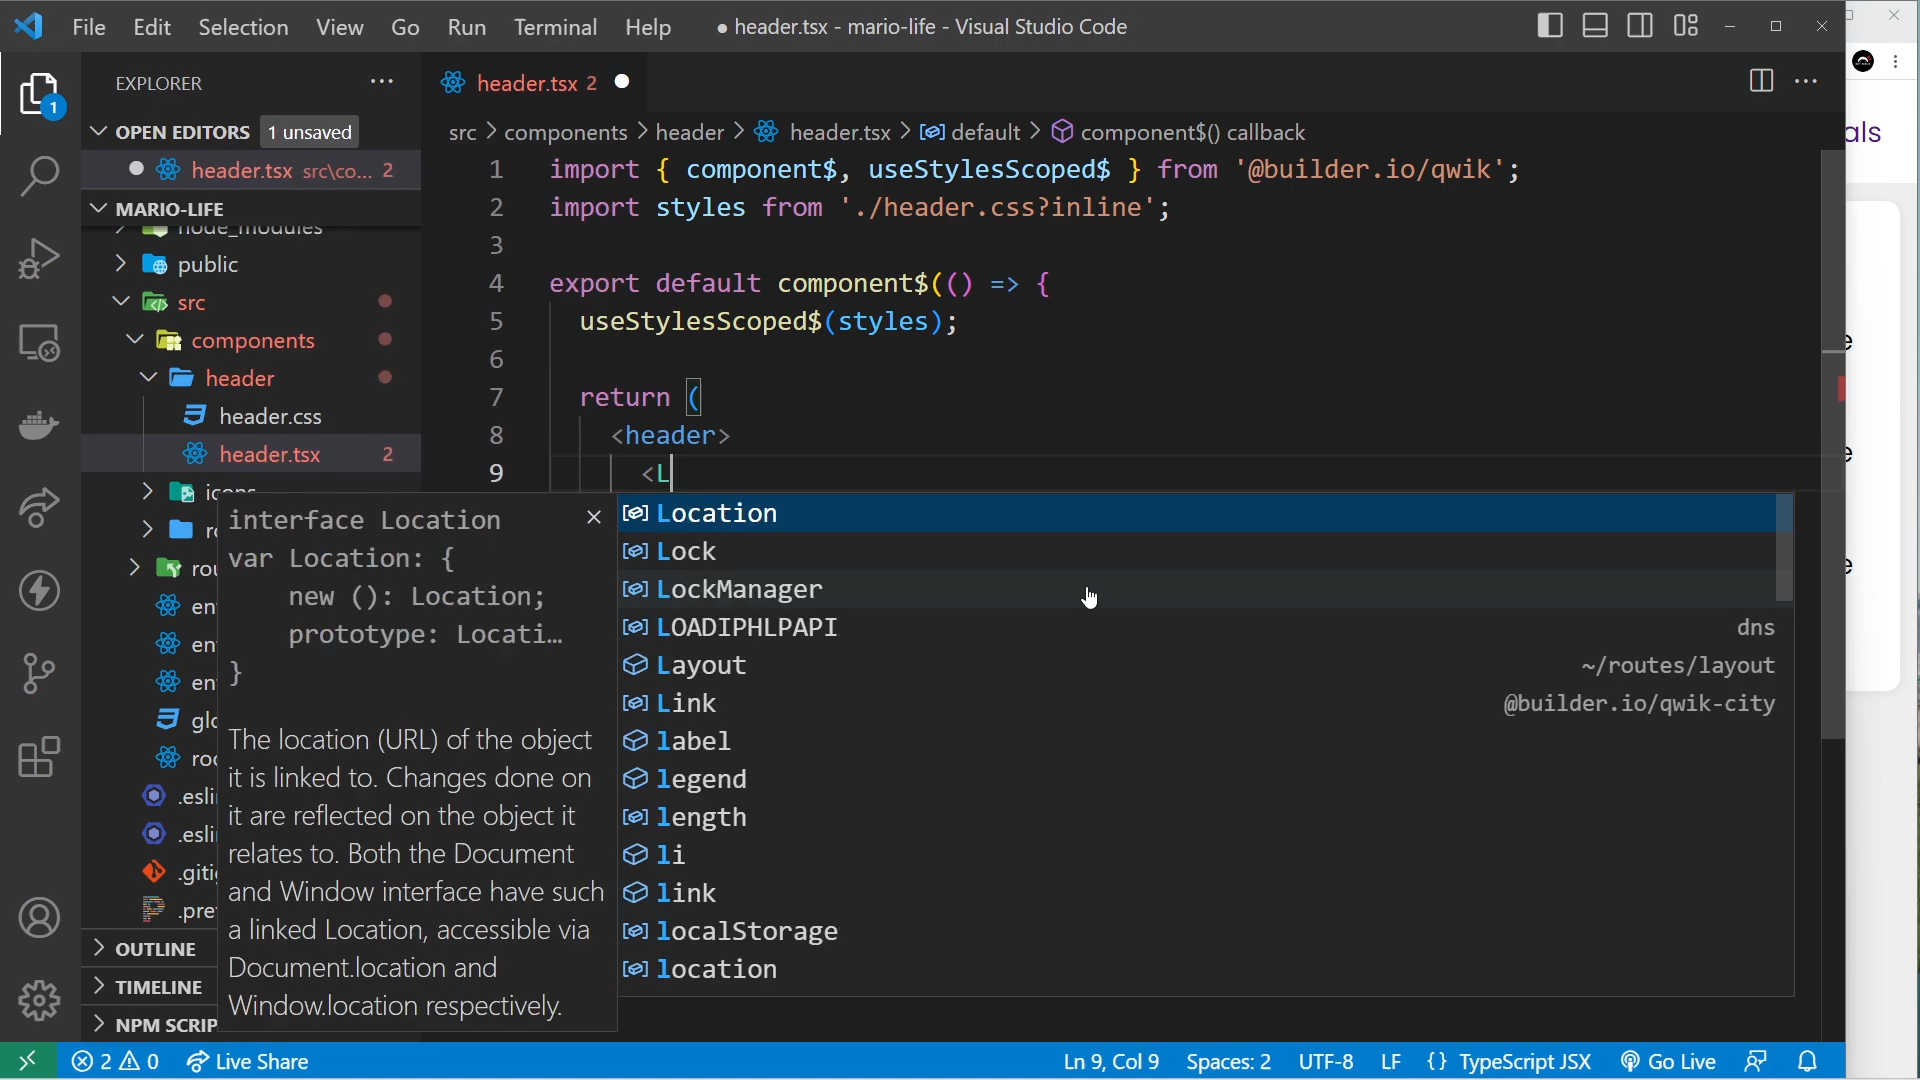 File Edit Selection View Go Run Terminal Help ● header.tsx - mario-life - Visual Studio Code
EXPLORER
header.tsx 2
OPEN EDITORS 1 unsaved
header.tsx src\co... 2
MARIO-LIFE
node_modules
public
src
components
header
header.css
header.tsx 2
icons
OUTLINE
TIMELINE
NPM SCRIP
1
src > components > header > header.tsx > default > component$() callback
1 import { component$, useStylesScoped$ } from '@builder.io/qwik';
2 import styles from './header.css?inline';
3
4 export default component$(() => {
5 useStylesScoped$(styles);
6
7 return (
8 <header>
9 <L
interface Location
var Location: {
new (): Location;
prototype: Locati…
}
The location (URL) of the object
it is linked to. Changes done on
it are reflected on the object it
relates to. Both the Document
and Window interface have such
a linked Location, accessible via
Document.location and
Window.location respectively.
Location
Lock
LockManager
LOADIPHLPAPI dns
Layout ~/routes/layout
Link @builder.io/qwik-city
label
legend
length
li
link
localStorage
location
2 0 Live Share Ln 9, Col 9 Spaces: 2 UTF-8 LF {} TypeScript JSX Go Live
als